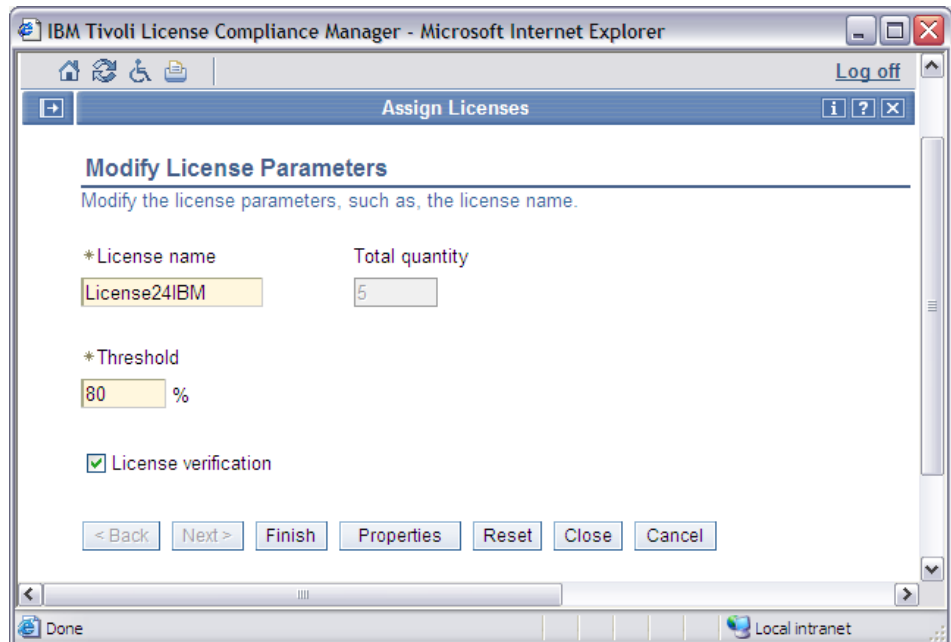 IBM Tivoli License Compliance Manager - Microsoft Internet Explorer
Log off
Assign Licenses
i ?
Modify License Parameters
Modify the license parameters, such as, the license name.
*License name Total quantity
License24IBM 5
*Threshold
80 %
License verification
< Back Next > Finish Properties Reset Close Cancel
Done Local intranet